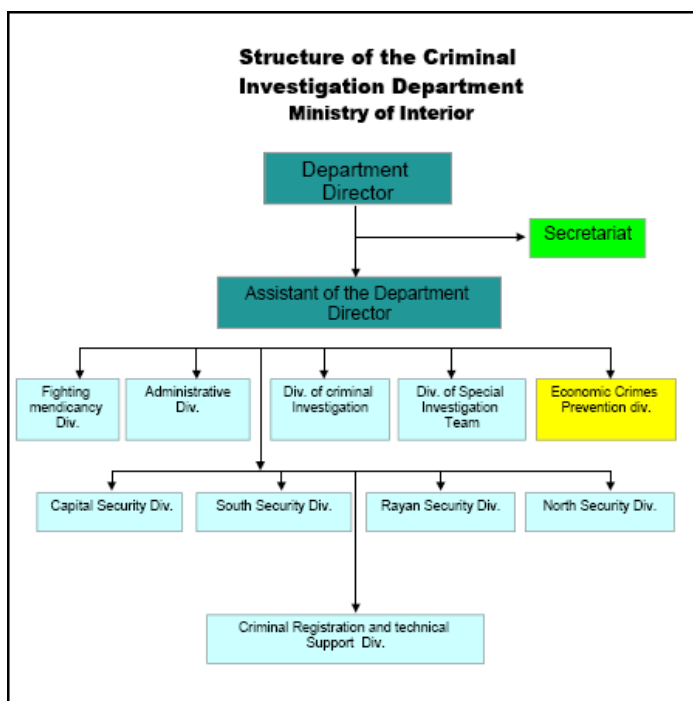 Structure of the Criminal
Investigation Department
Ministry of Interior
Department
Director
Secretariat
Assistant of the Department
Director
Fighting
mendicancy
Div.
Administrative
Div.
Div. of criminal
Investigation
Div. of Special
Investigation
Team
Economic Crimes
Prevention div.
Capital Security Div.
South Security Div.
Rayan Security Div.
North Security Div.
Criminal Registration and technical
Support Div.